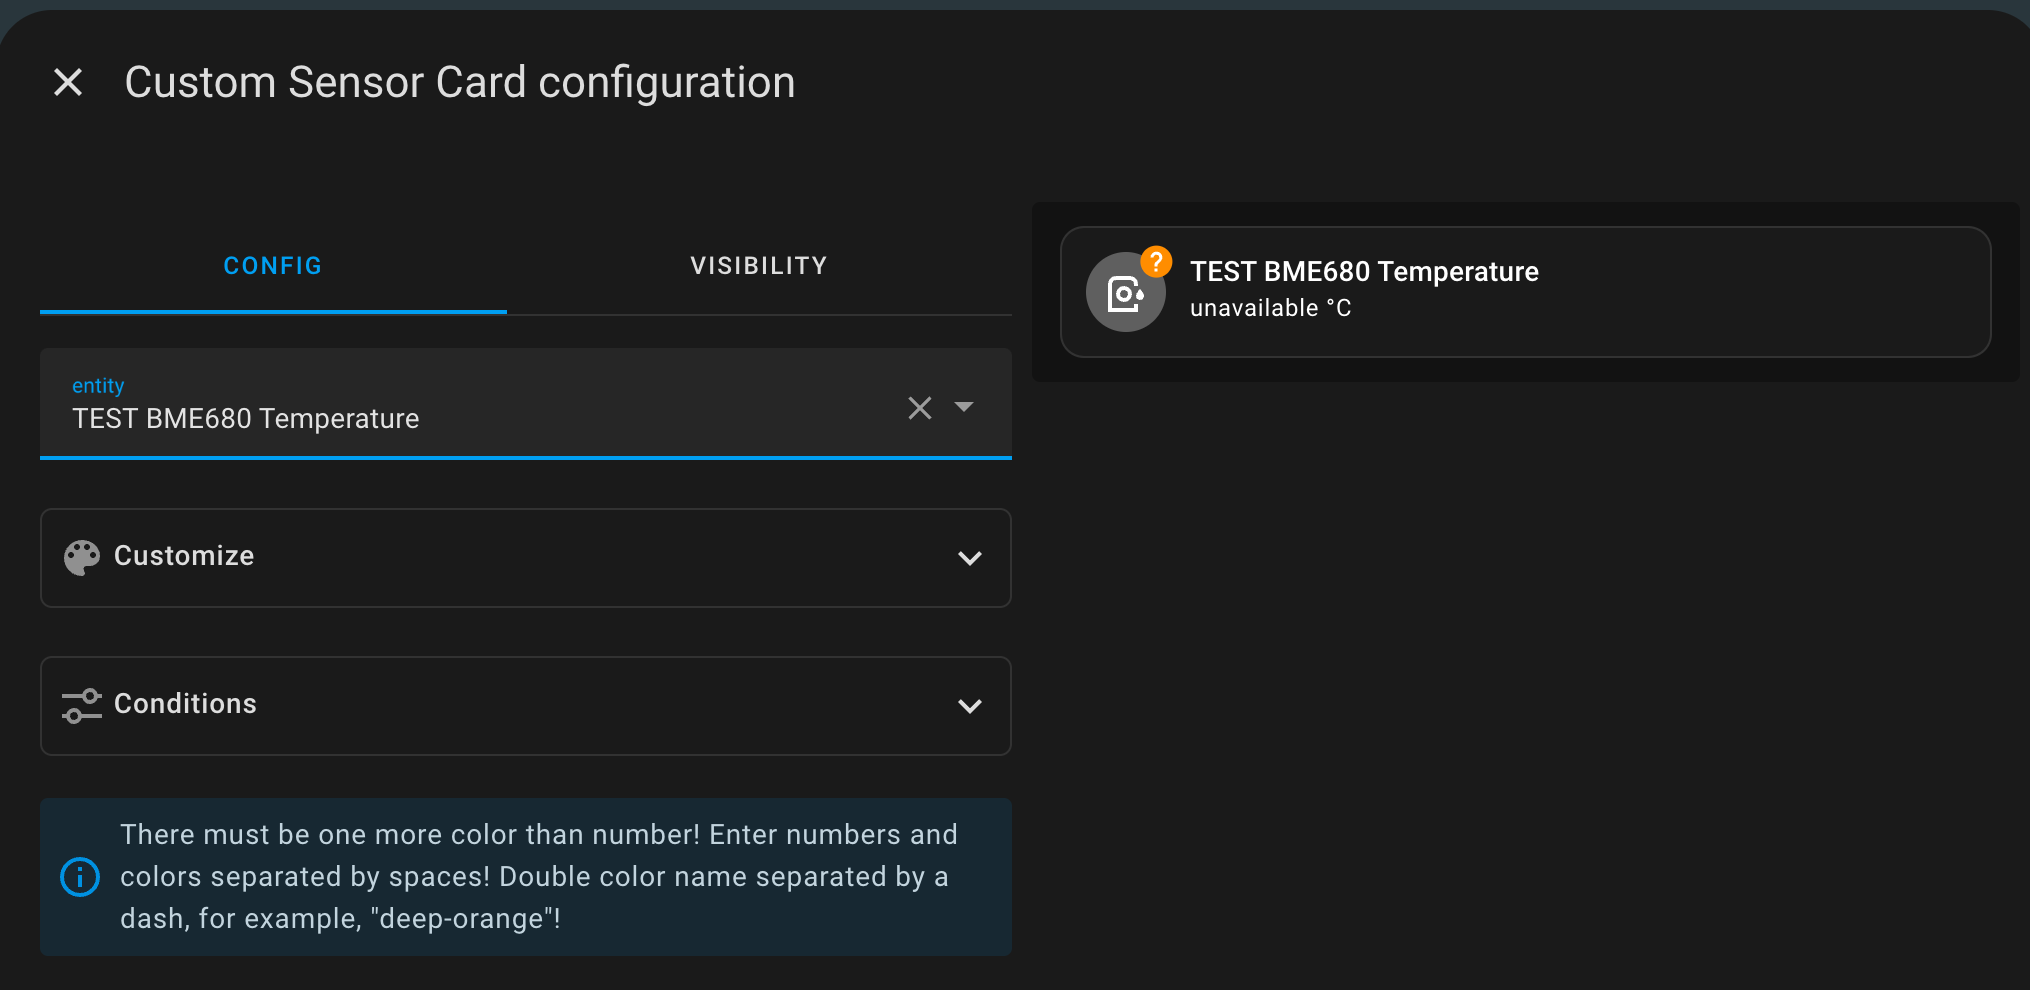 Custom Sensor Card configuration
CONFIG
VISIBILITY
entity
TEST BME680 Temperature
Customize
Conditions
There must be one more color than number! Enter numbers and
colors separated by spaces! Double color name separated by a
dash, for example, "deep-orange"!
?
TEST BME680 Temperature
unavailable °C